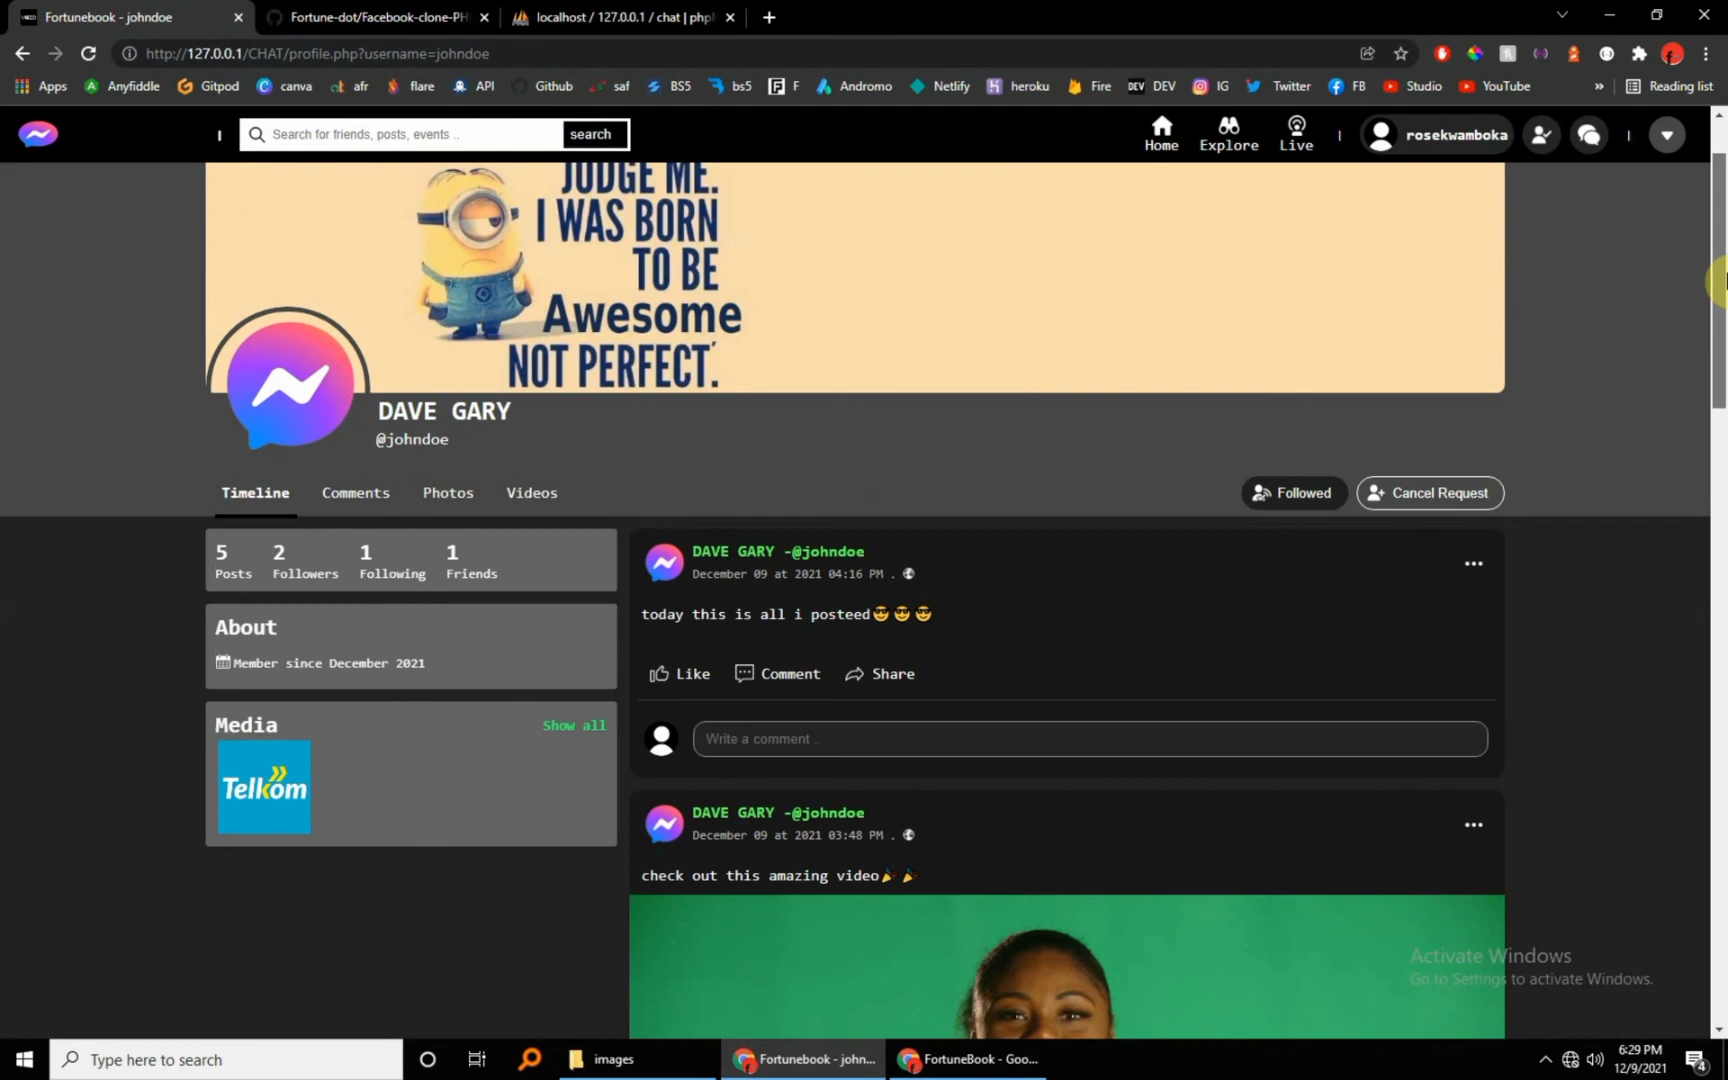 Fortunebook - johndoe
Fortune-dot/Facebook-clone-PH
localhost / 127.0.0.1 / chat | php
http://127.0.0.1/CHAT/profile.php?username=johndoe
Apps Anyfiddle Gitpod canva afr flare API Github saf BS5 bs5 F Andromo Netlify heroku Fire DEV DEV IG Twitter FB Studio YouTube » Reading list
Search for friends, posts, events ..
search
Home Explore Live
rosekwamboka
JUDGE ME.
I WAS BORN
TO BE
Awesome
NOT PERFECT.
DAVE GARY
@johndoe
Timeline Comments Photos Videos
Followed Cancel Request
5 2 1 1
Posts Followers Following Friends
About
Member since December 2021
Media Show all
Telkom
DAVE GARY -@johndoe
December 09 at 2021 04:16 PM .
today this is all i posteed😎😎😎
Like Comment Share
Write a comment ..
DAVE GARY -@johndoe
December 09 at 2021 03:48 PM .
check out this amazing video🎉🎉
Activate Windows
Go to Settings to activate Windows.
Type here to search
images
Fortunebook - john...
FortuneBook - Goo...
6:29 PM
12/9/2021
4